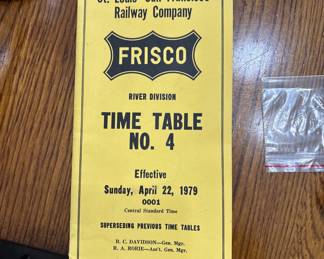 St. Louis-San Francisco
Railway Company
FRISCO
RIVER DIVISION
TIME TABLE
NO. 4
Effective
Sunday, April 22, 1979
0001
Central Standard Time
SUPERSEDING PREVIOUS TIME TABLES
R. C. DAVIDSON—Gen. Mgr.
R. A. RORIE—Ass't Gen. Mgr.